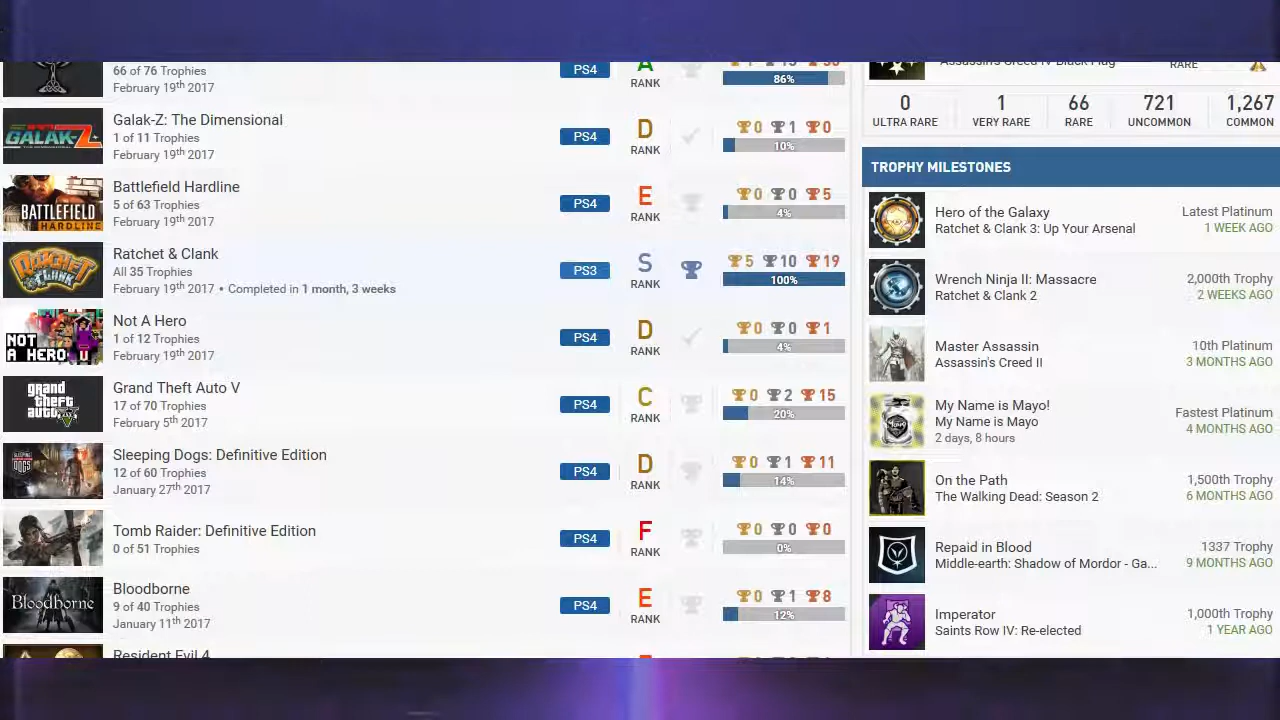 66 of 76 Trophies
February 19th 2017
PS4
A
RANK
86%
GALAK-Z
Galak-Z: The Dimensional
1 of 11 Trophies
February 19th 2017
PS4
D
RANK
0 1 0
10%
BATTLEFIELD
HARDLINE
Battlefield Hardline
5 of 63 Trophies
February 19th 2017
PS4
E
RANK
0 0 5
4%
RATCHET
CLANK
Ratchet & Clank
All 35 Trophies
February 19th 2017 • Completed in 1 month, 3 weeks
PS3
S
RANK
5 10 19
100%
NOT
A HERO
Not A Hero
1 of 12 Trophies
February 19th 2017
PS4
D
RANK
0 0 1
4%
grand
theft
auto V
Grand Theft Auto V
17 of 70 Trophies
February 5th 2017
PS4
C
RANK
0 2 15
20%
SLEEPING
DOGS
Sleeping Dogs: Definitive Edition
12 of 60 Trophies
January 27th 2017
PS4
D
RANK
0 1 11
14%
Tomb Raider: Definitive Edition
0 of 51 Trophies
PS4
F
RANK
0 0 0
0%
Bloodborne
Bloodborne
9 of 40 Trophies
January 11th 2017
PS4
E
RANK
0 1 8
12%
Resident Evil 4
Assassin's Creed IV Black Flag
RARE
0 1 66 721 1,267
ULTRA RARE VERY RARE RARE UNCOMMON COMMON
TROPHY MILESTONES
Hero of the Galaxy Latest Platinum
Ratchet & Clank 3: Up Your Arsenal 1 WEEK AGO
Wrench Ninja II: Massacre 2,000th Trophy
Ratchet & Clank 2 2 WEEKS AGO
Master Assassin 10th Platinum
Assassin's Creed II 3 MONTHS AGO
My Name is Mayo! Fastest Platinum
My Name is Mayo 4 MONTHS AGO
2 days, 8 hours
On the Path 1,500th Trophy
The Walking Dead: Season 2 6 MONTHS AGO
Repaid in Blood 1337 Trophy
Middle-earth: Shadow of Mordor - Ga... 9 MONTHS AGO
Imperator 1,000th Trophy
Saints Row IV: Re-elected 1 YEAR AGO